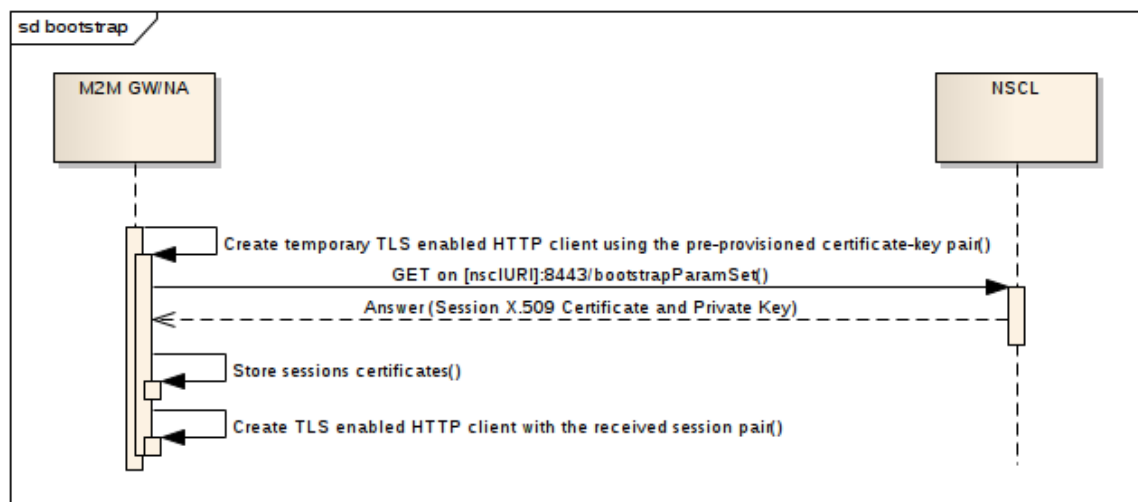 sd bootstrap
M2M GW/NA
NSCL
Create temporary TLS enabled HTTP client using the pre-provisioned certificate-key pair()
GET on [nsclURI]:8443/bootstrapParamSet()
Answer (Session X.509 Certificate and Private Key)
Store sessions certificates()
Create TLS enabled HTTP client with the received session pair()